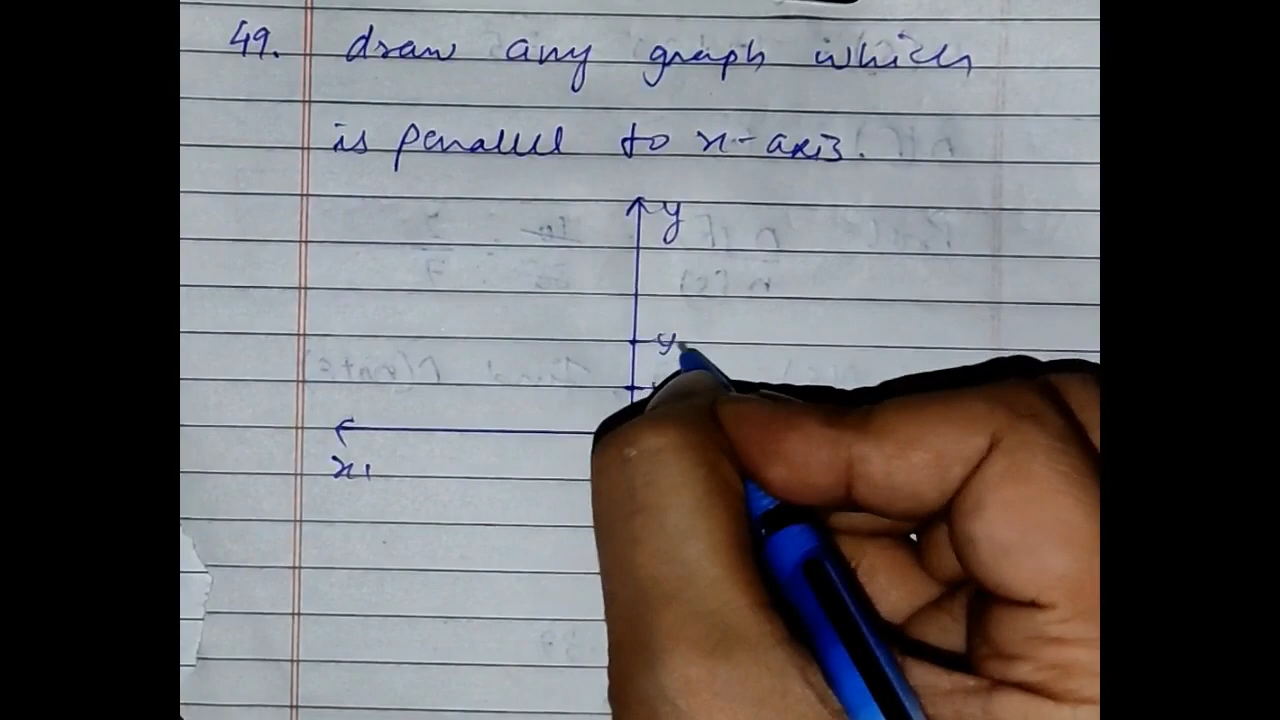 49. draw any graph which
is parallel to x-axis.
y
y
x'